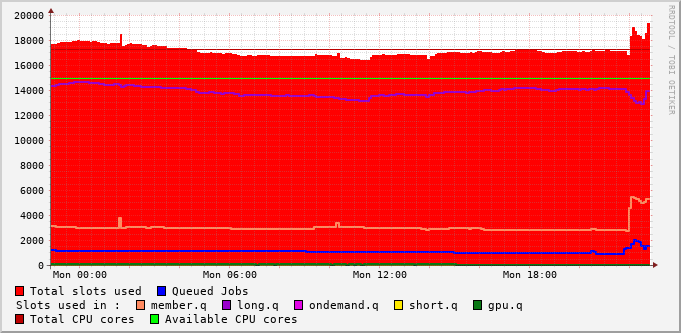 20000
18000
16000
14000
12000
10000
8000
6000
4000
2000
0
Mon 00:00 Mon 06:00 Mon 12:00 Mon 18:00
RRDTOOL / TOBI OETIKER
Total slots used Queued Jobs
Slots used in : member.q long.q ondemand.q short.q gpu.q
Total CPU cores Available CPU cores